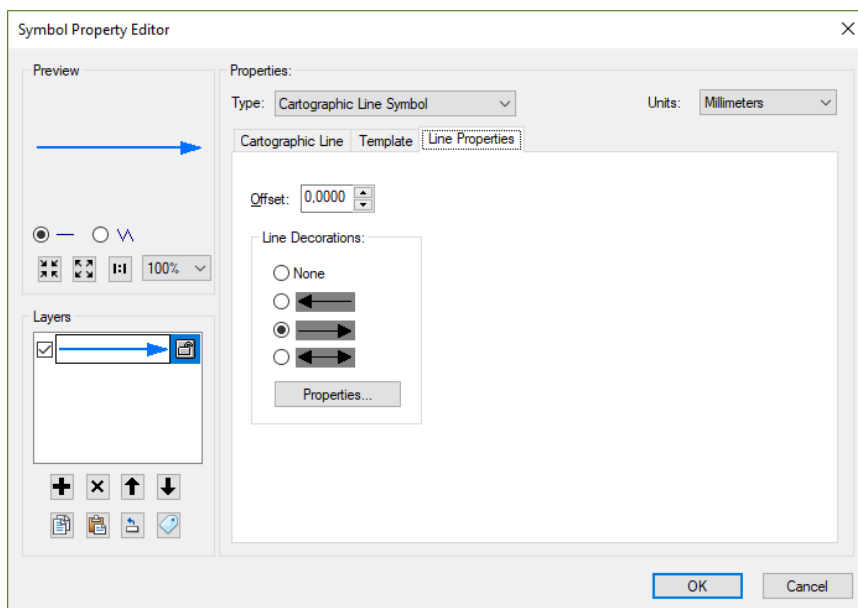 Symbol Property Editor
Preview
100%
Layers
Properties:
Type: Cartographic Line Symbol
Units: Millimeters
Cartographic Line Template Line Properties
Offset: 0,0000
Line Decorations:
None
Properties...
OK Cancel